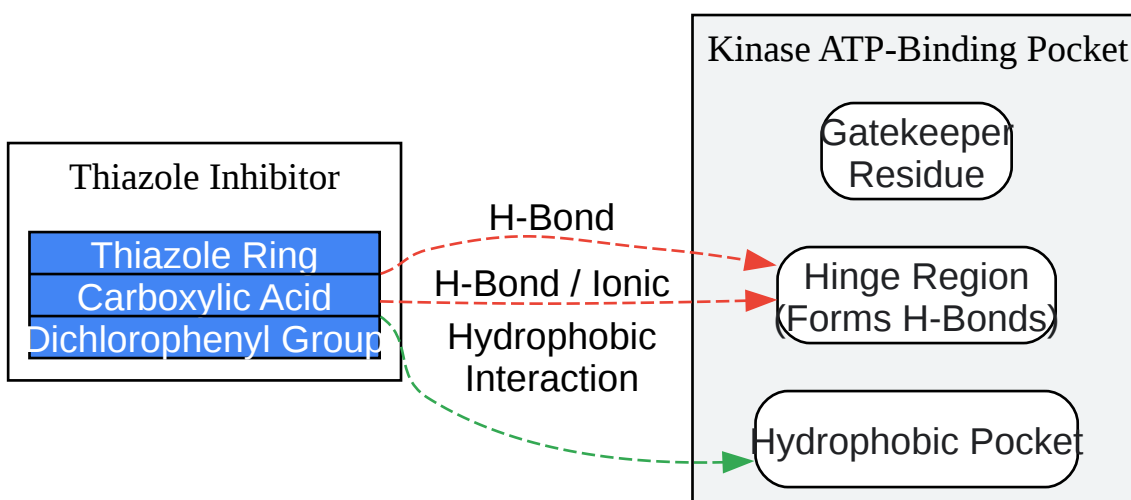 Kinase ATP-Binding Pocket
Gatekeeper
Residue
Thiazole Inhibitor
H-Bond
Thiazole Ring
Carboxylic Acid
Dichlorophenyl Group
H-Bond / Ionic
Hinge Region
(Forms H-Bonds)
Hydrophobic
Interaction
Hydrophobic Pocket